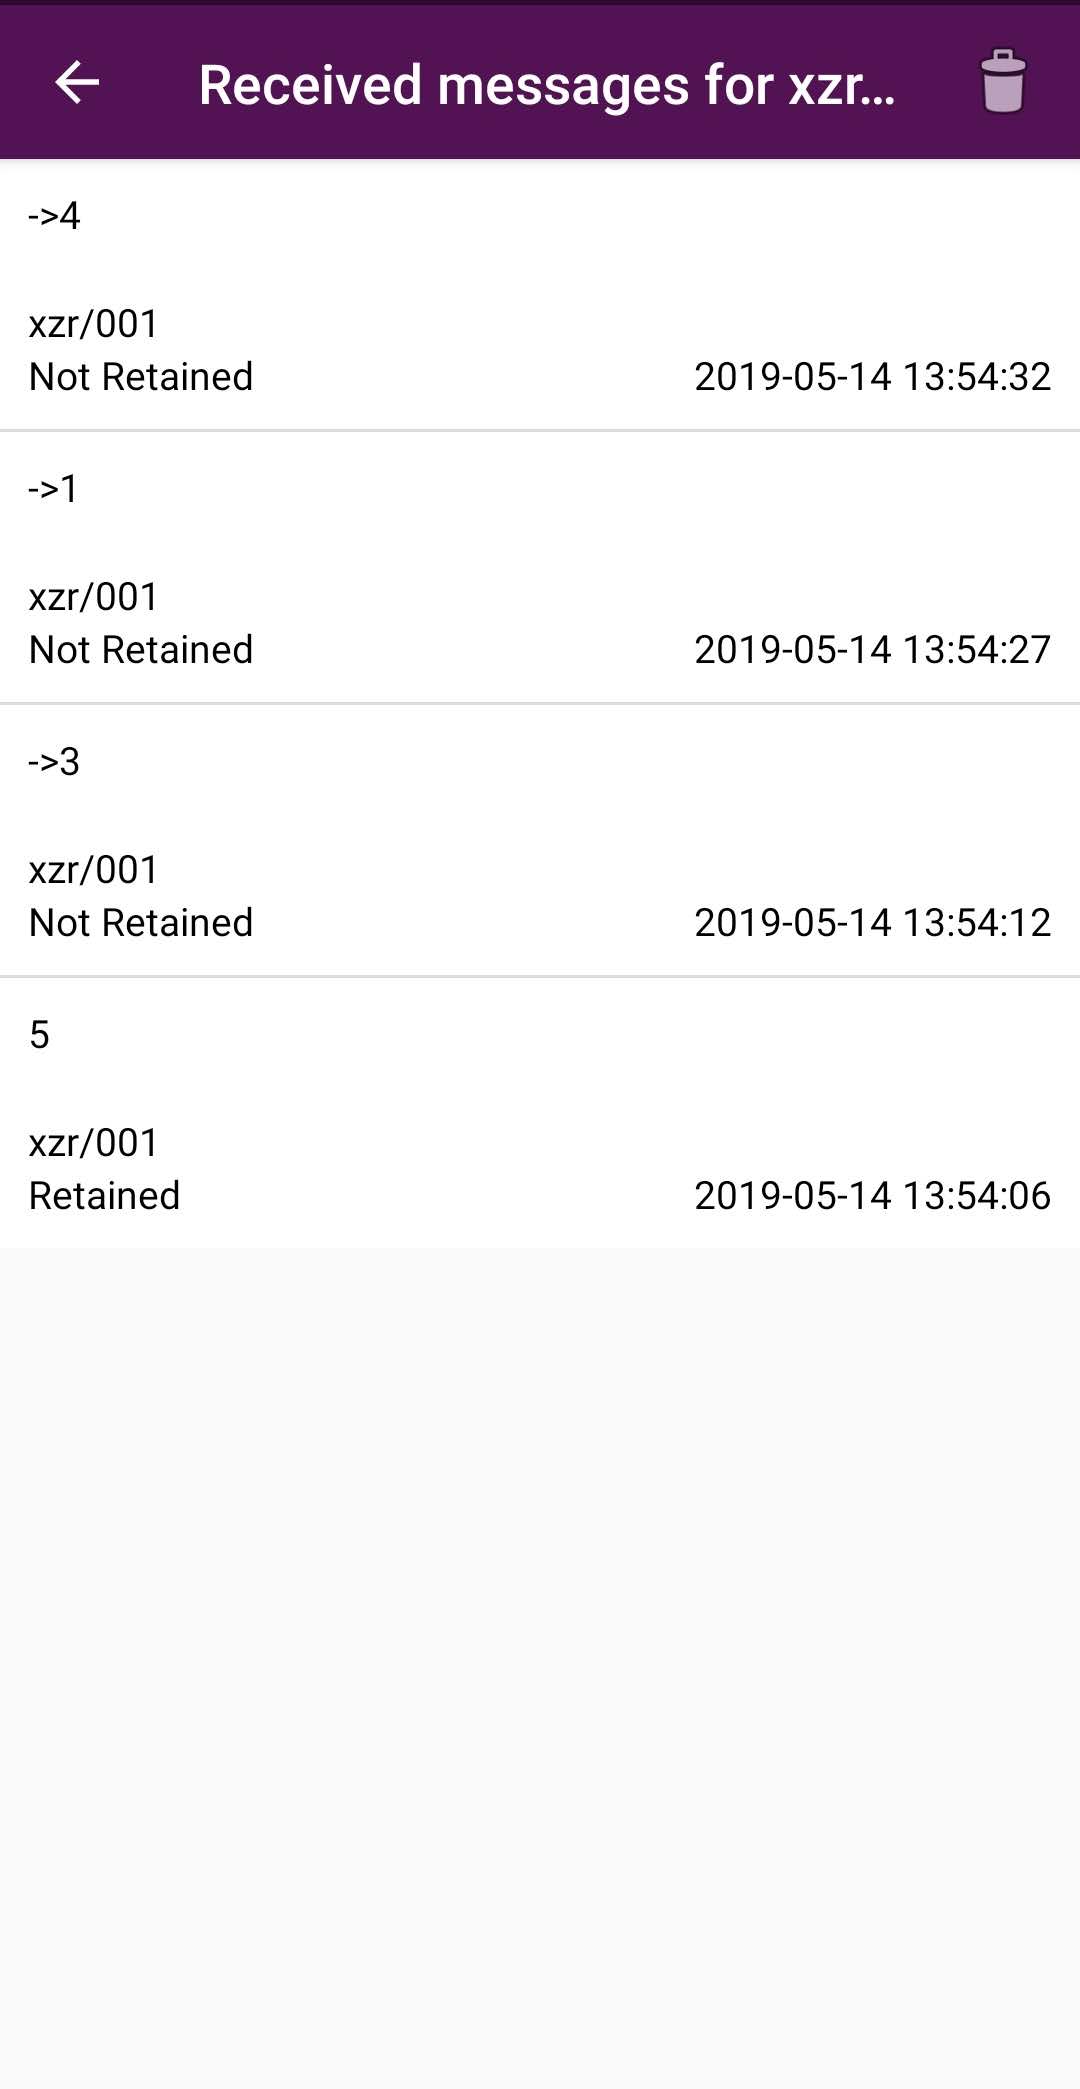 Received messages for xzr...
->4
xzr/001
Not Retained 2019-05-14 13:54:32
->1
xzr/001
Not Retained 2019-05-14 13:54:27
->3
xzr/001
Not Retained 2019-05-14 13:54:12
5
xzr/001
Retained 2019-05-14 13:54:06